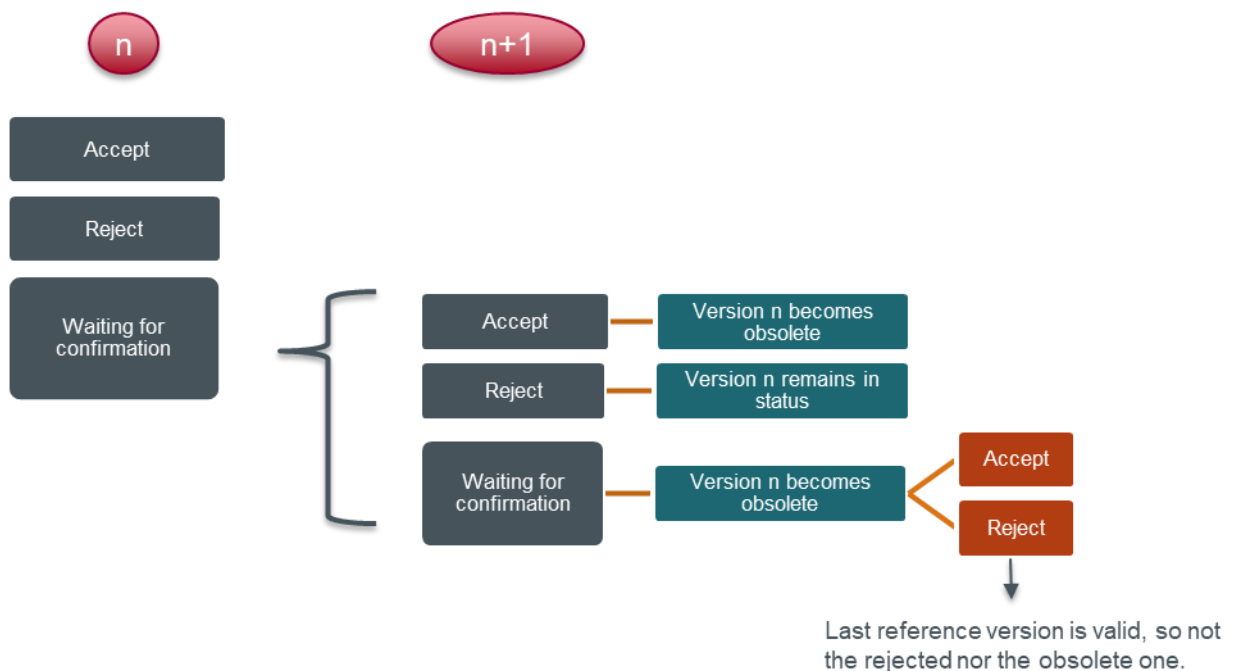 n
n+1
Accept
Reject
Waiting for
confirmation
Accept
Version n becomes
obsolete
Reject
Version n remains in
status
Waiting for
confirmation
Version n becomes
obsolete
Accept
Reject
Last reference version is valid, so not
the rejected nor the obsolete one.